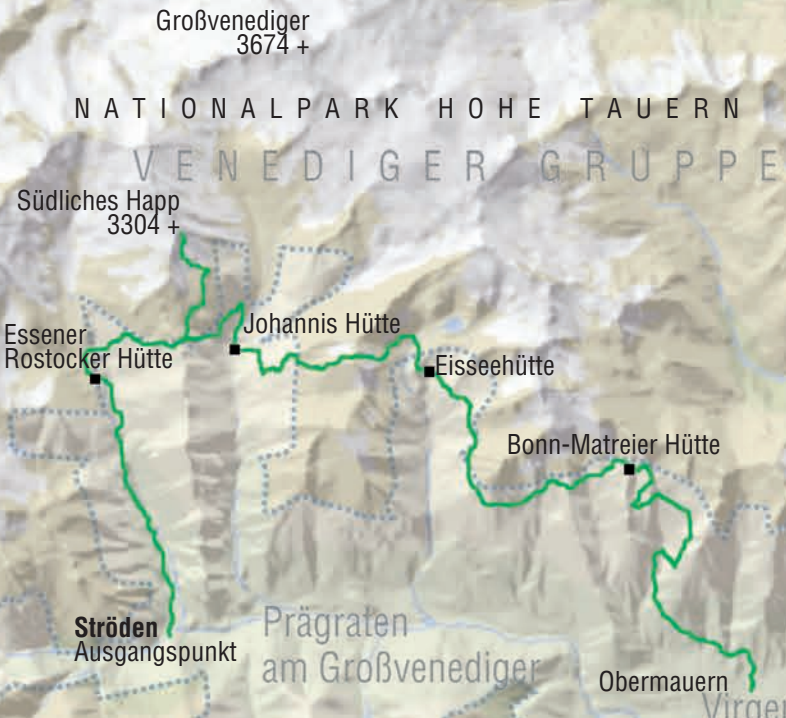 Großvenediger
3674 +
NATIONALPARK HOHE TAUERN
VENEDIGER GRUPPE
Südliches Happ
3304 +
Johannis Hütte
Essener
Rostocker Hütte
Eisseehütte
Bonn-Matreier Hütte
Ströden
Ausgangspunkt
Prägraten
am Großvenediger
Obermauern